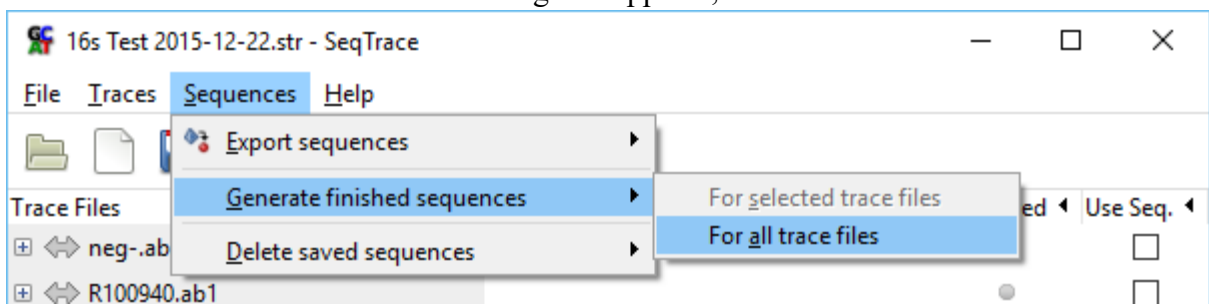 16s Test 2015-12-22.str - SeqTrace
File Traces Sequences Help
Export sequences
Generate finished sequences
For selected trace files
Trace Files
ed Use Seq.
For all trace files
neg-.ab
Delete saved sequences
R100940.ab1